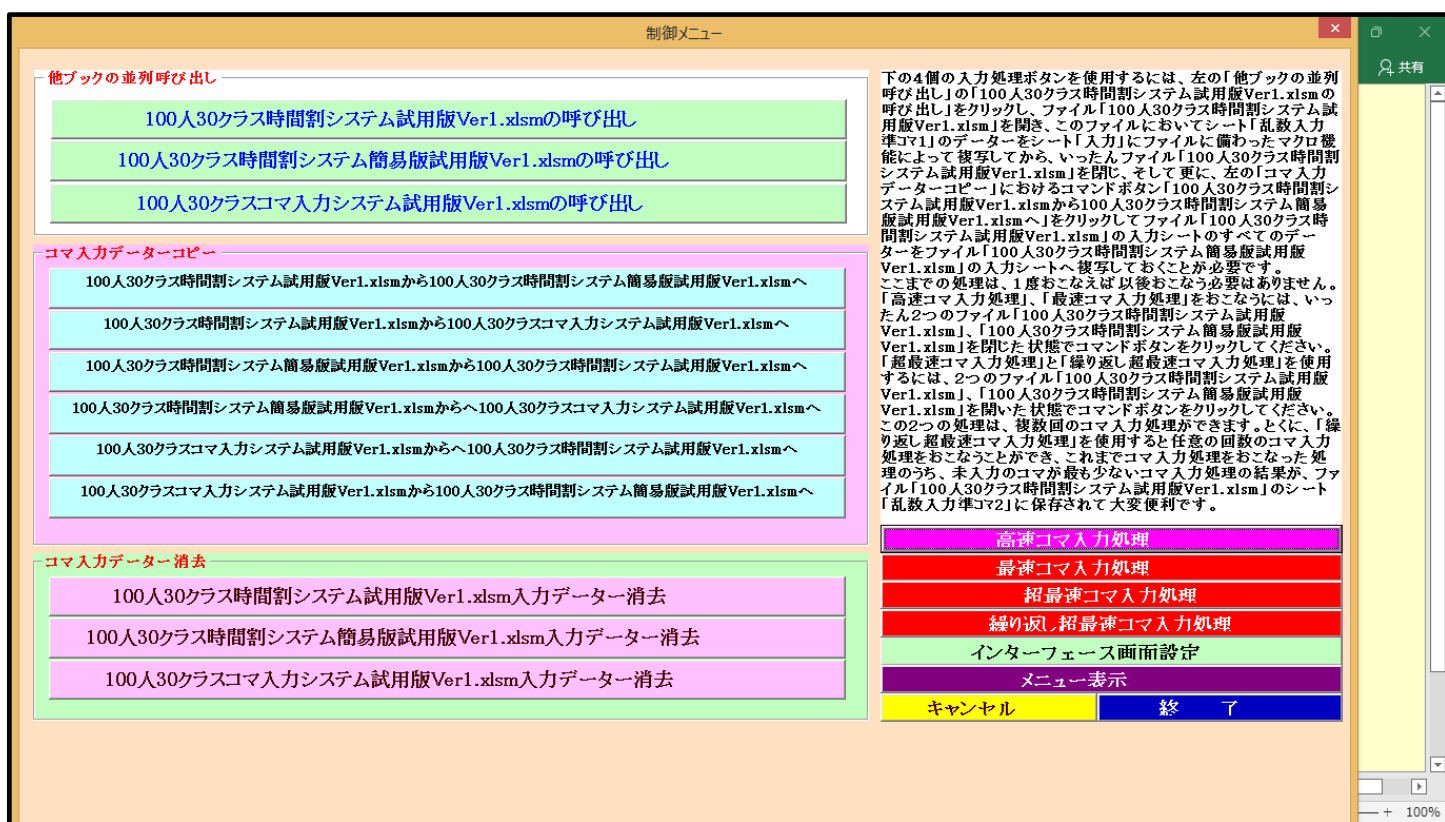 制御メニュー
共有
他ブックの並列呼び出し
100人30クラス時間割システム試用版Ver1.xlsmの呼び出し
100人30クラス時間割システム簡易版試用版Ver1.xlsmの呼び出し
100人30クラスコマ入力システム試用版Ver1.xlsmの呼び出し
コマ入力データーコピー
100人30クラス時間割システム試用版Ver1.xlsmから100人30クラス時間割システム簡易版試用版Ver1.xlsmへ
100人30クラス時間割システム試用版Ver1.xlsmから100人30クラスコマ入力システム試用版Ver1.xlsmへ
100人30クラス時間割システム簡易版試用版Ver1.xlsmから100人30クラス時間割システム試用版Ver1.xlsmへ
100人30クラス時間割システム簡易版試用版Ver1.xlsmからへ100人30クラスコマ入力システム試用版Ver1.xlsmへ
100人30クラスコマ入力システム試用版Ver1.xlsmからへ100人30クラス時間割システム試用版Ver1.xlsmへ
100人30クラスコマ入力システム試用版Ver1.xlsmから100人30クラス時間割システム簡易版試用版Ver1.xlsmへ
コマ入力データー消去
100人30クラス時間割システム試用版Ver1.xlsm入力データー消去
100人30クラス時間割システム簡易版試用版Ver1.xlsm入力データー消去
100人30クラスコマ入力システム試用版Ver1.xlsm入力データー消去
下の4個の入力処理ボタンを使用するには、左の「他ブックの並列
呼び出し」の「100人30クラス時間割システム試用版Ver1.xlsmの
呼び出し」をクリックし、ファイル「100人30クラス時間割システム試
用版Ver1.xlsm」を開き、このファイルにおいてシート「乱数入力
準コマ1」のデーターをシート「入力」にファイルに備わったマクロ機
能によって複写してから、いったんファイル「100人30クラス時間割
システム試用版Ver1.xlsm」を閉じ、そして更に、左の「コマ入力
データーコピー」におけるコマンドボタン「100人30クラス時間割シ
ステム試用版Ver1.xlsmから100人30クラス時間割システム簡易
版試用版Ver1.xlsmへ」をクリックしてファイル「100人30クラス時
間割システム試用版Ver1.xlsm」の入力シートのすべてのデー
ターをファイル「100人30クラス時間割システム簡易版試用版
Ver1.xlsm」の入力シートへ複写しておくことが必要です。
ここまでの処理は、1度おこなえば以後おこなう必要はありません。
「高速コマ入力処理」、「最速コマ入力処理」をおこなうには、いっ
たん2つのファイル「100人30クラス時間割システム試用版
Ver1.xlsm」、「100人30クラス時間割システム簡易版試用版
Ver1.xlsm」を閉じた状態でコマンドボタンをクリックしてください。
「超最速コマ入力処理」と「繰り返し超最速コマ入力処理」を使用
するには、2つのファイル「100人30クラス時間割システム試用版
Ver1.xlsm」、「100人30クラス時間割システム簡易版試用版
Ver1.xlsm」を開いた状態でコマンドボタンをクリックしてください。
この2つの処理は、複数回のコマ入力処理ができます。とくに、「繰
り返し超最速コマ入力処理」を使用すると任意の回数のコマ入力
処理をおこなうことができ、これまでコマ入力処理をおこなった処
理のうち、未入力のコマが最も少ないコマ入力処理の結果が、ファ
イル「100人30クラス時間割システム試用版Ver1.xlsm」のシート
「乱数入力準コマ2」に保存されて大変便利です。
高速コマ入力処理
最速コマ入力処理
超最速コマ入力処理
繰り返し超最速コマ入力処理
インターフェース画面設定
メニュー表示
キャンセル
終 了
100%